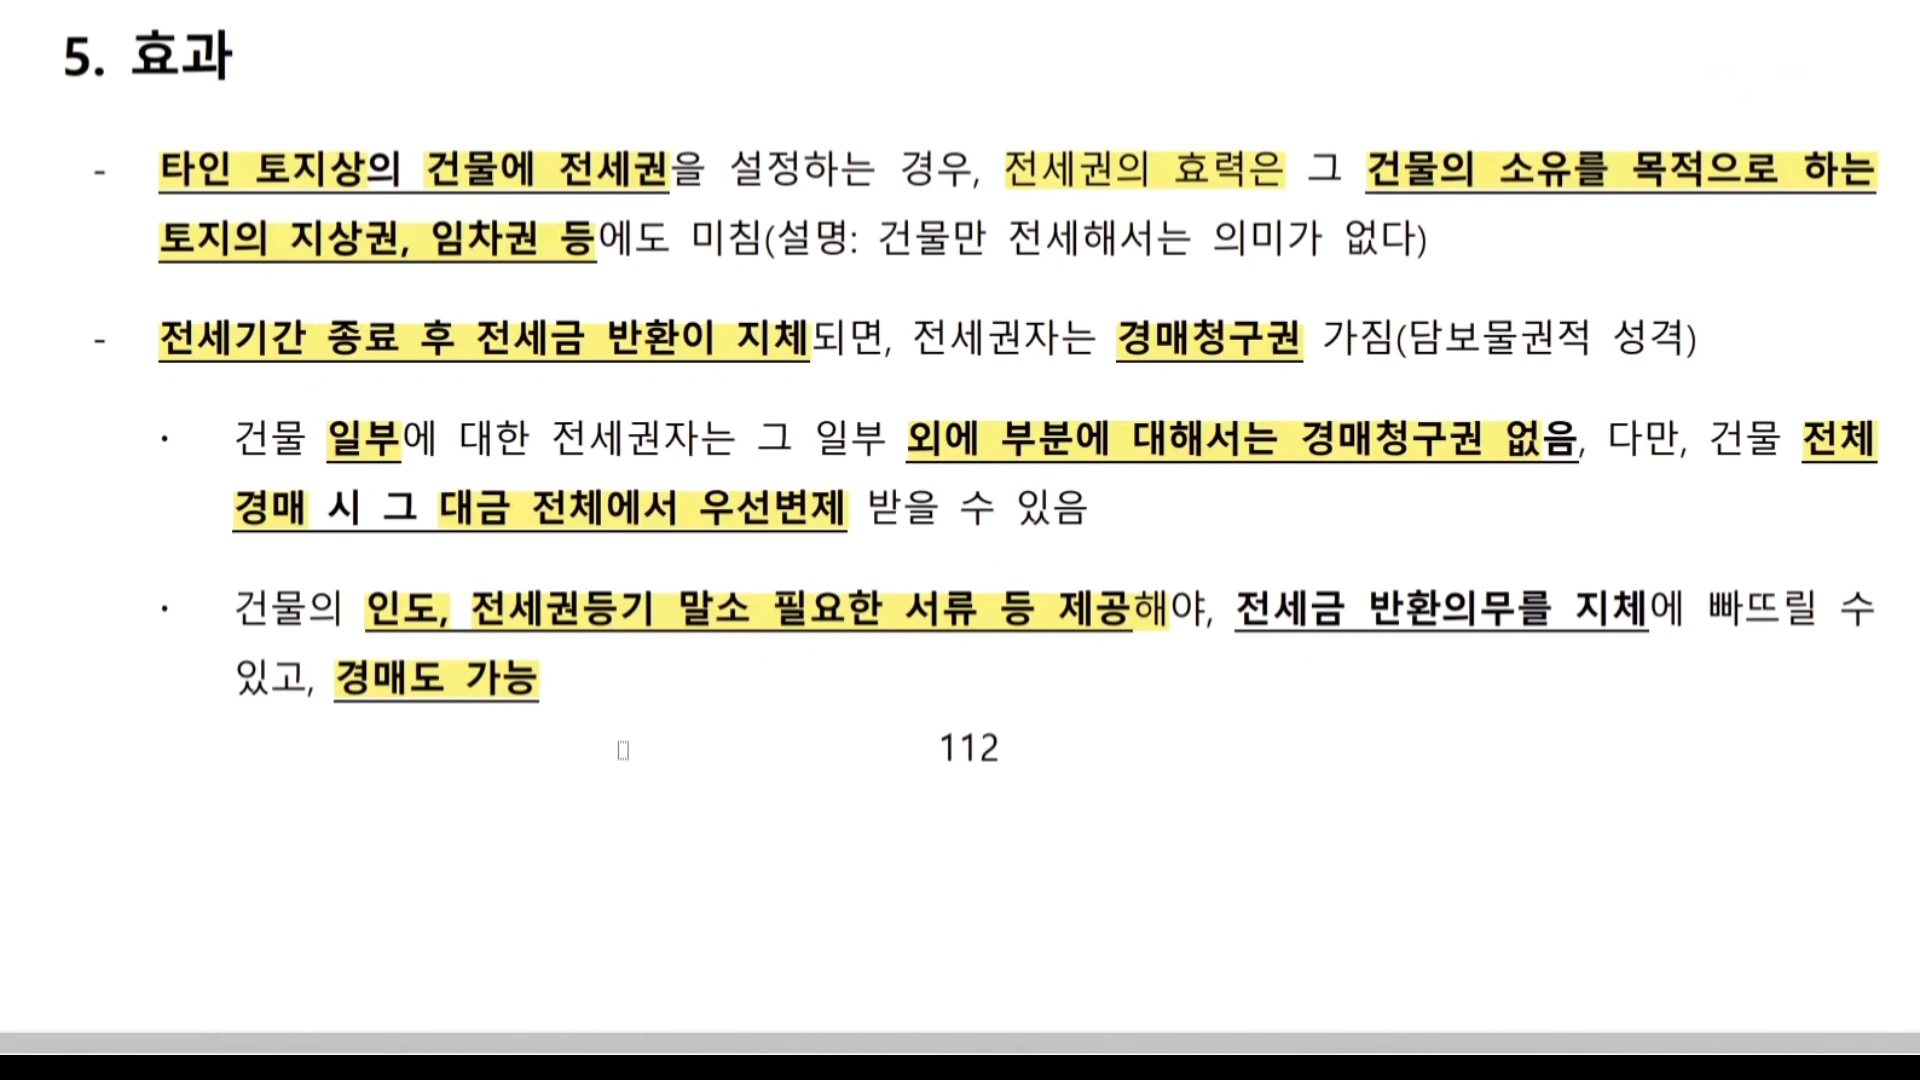 5. 효과
- 타인 토지상의 건물에 전세권을 설정하는 경우, 전세권의 효력은 그 건물의 소유를 목적으로 하는
토지의 지상권, 임차권 등에도 미침(설명: 건물만 전세해서는 의미가 없다)
- 전세기간 종료 후 전세금 반환이 지체되면, 전세권자는 경매청구권 가짐(담보물권적 성격)
· 건물 일부에 대한 전세권자는 그 일부 외에 부분에 대해서는 경매청구권 없음, 다만, 건물 전체
경매 시 그 대금 전체에서 우선변제 받을 수 있음
· 건물의 인도, 전세권등기 말소 필요한 서류 등 제공해야, 전세금 반환의무를 지체에 빠뜨릴 수
있고, 경매도 가능
112